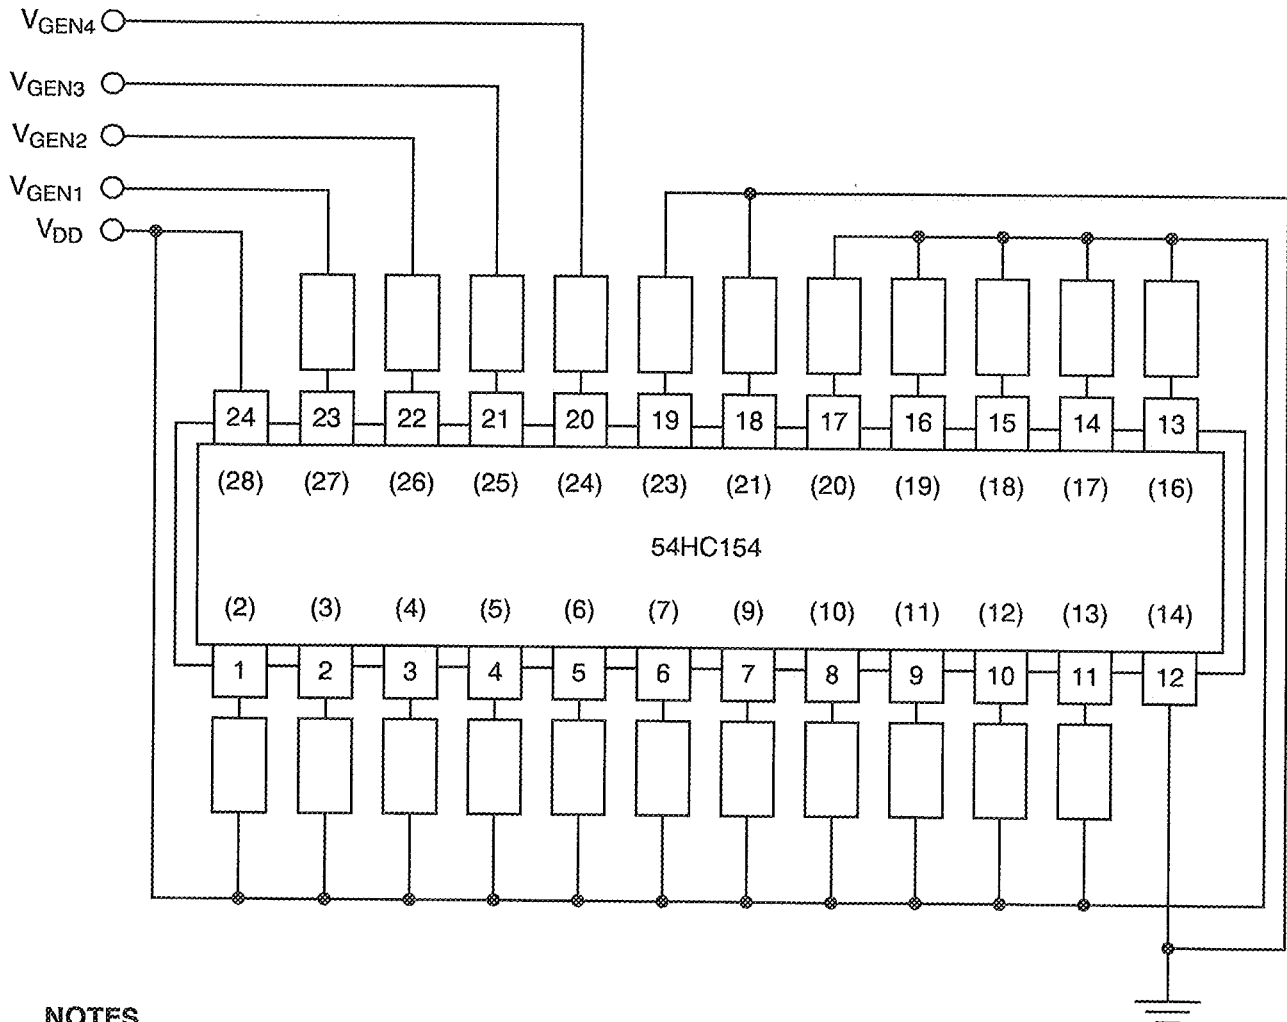 VGEN4
VGEN3
VGEN2
VGEN1
VDD
24 23 22 21 20 19 18 17 16 15 14 13
(28) (27) (26) (25) (24) (23) (21) (20) (19) (18) (17) (16)
54HC154
(2) (3) (4) (5) (6) (7) (9) (10) (11) (12) (13) (14)
1 2 3 4 5 6 7 8 9 10 11 12
NOTES